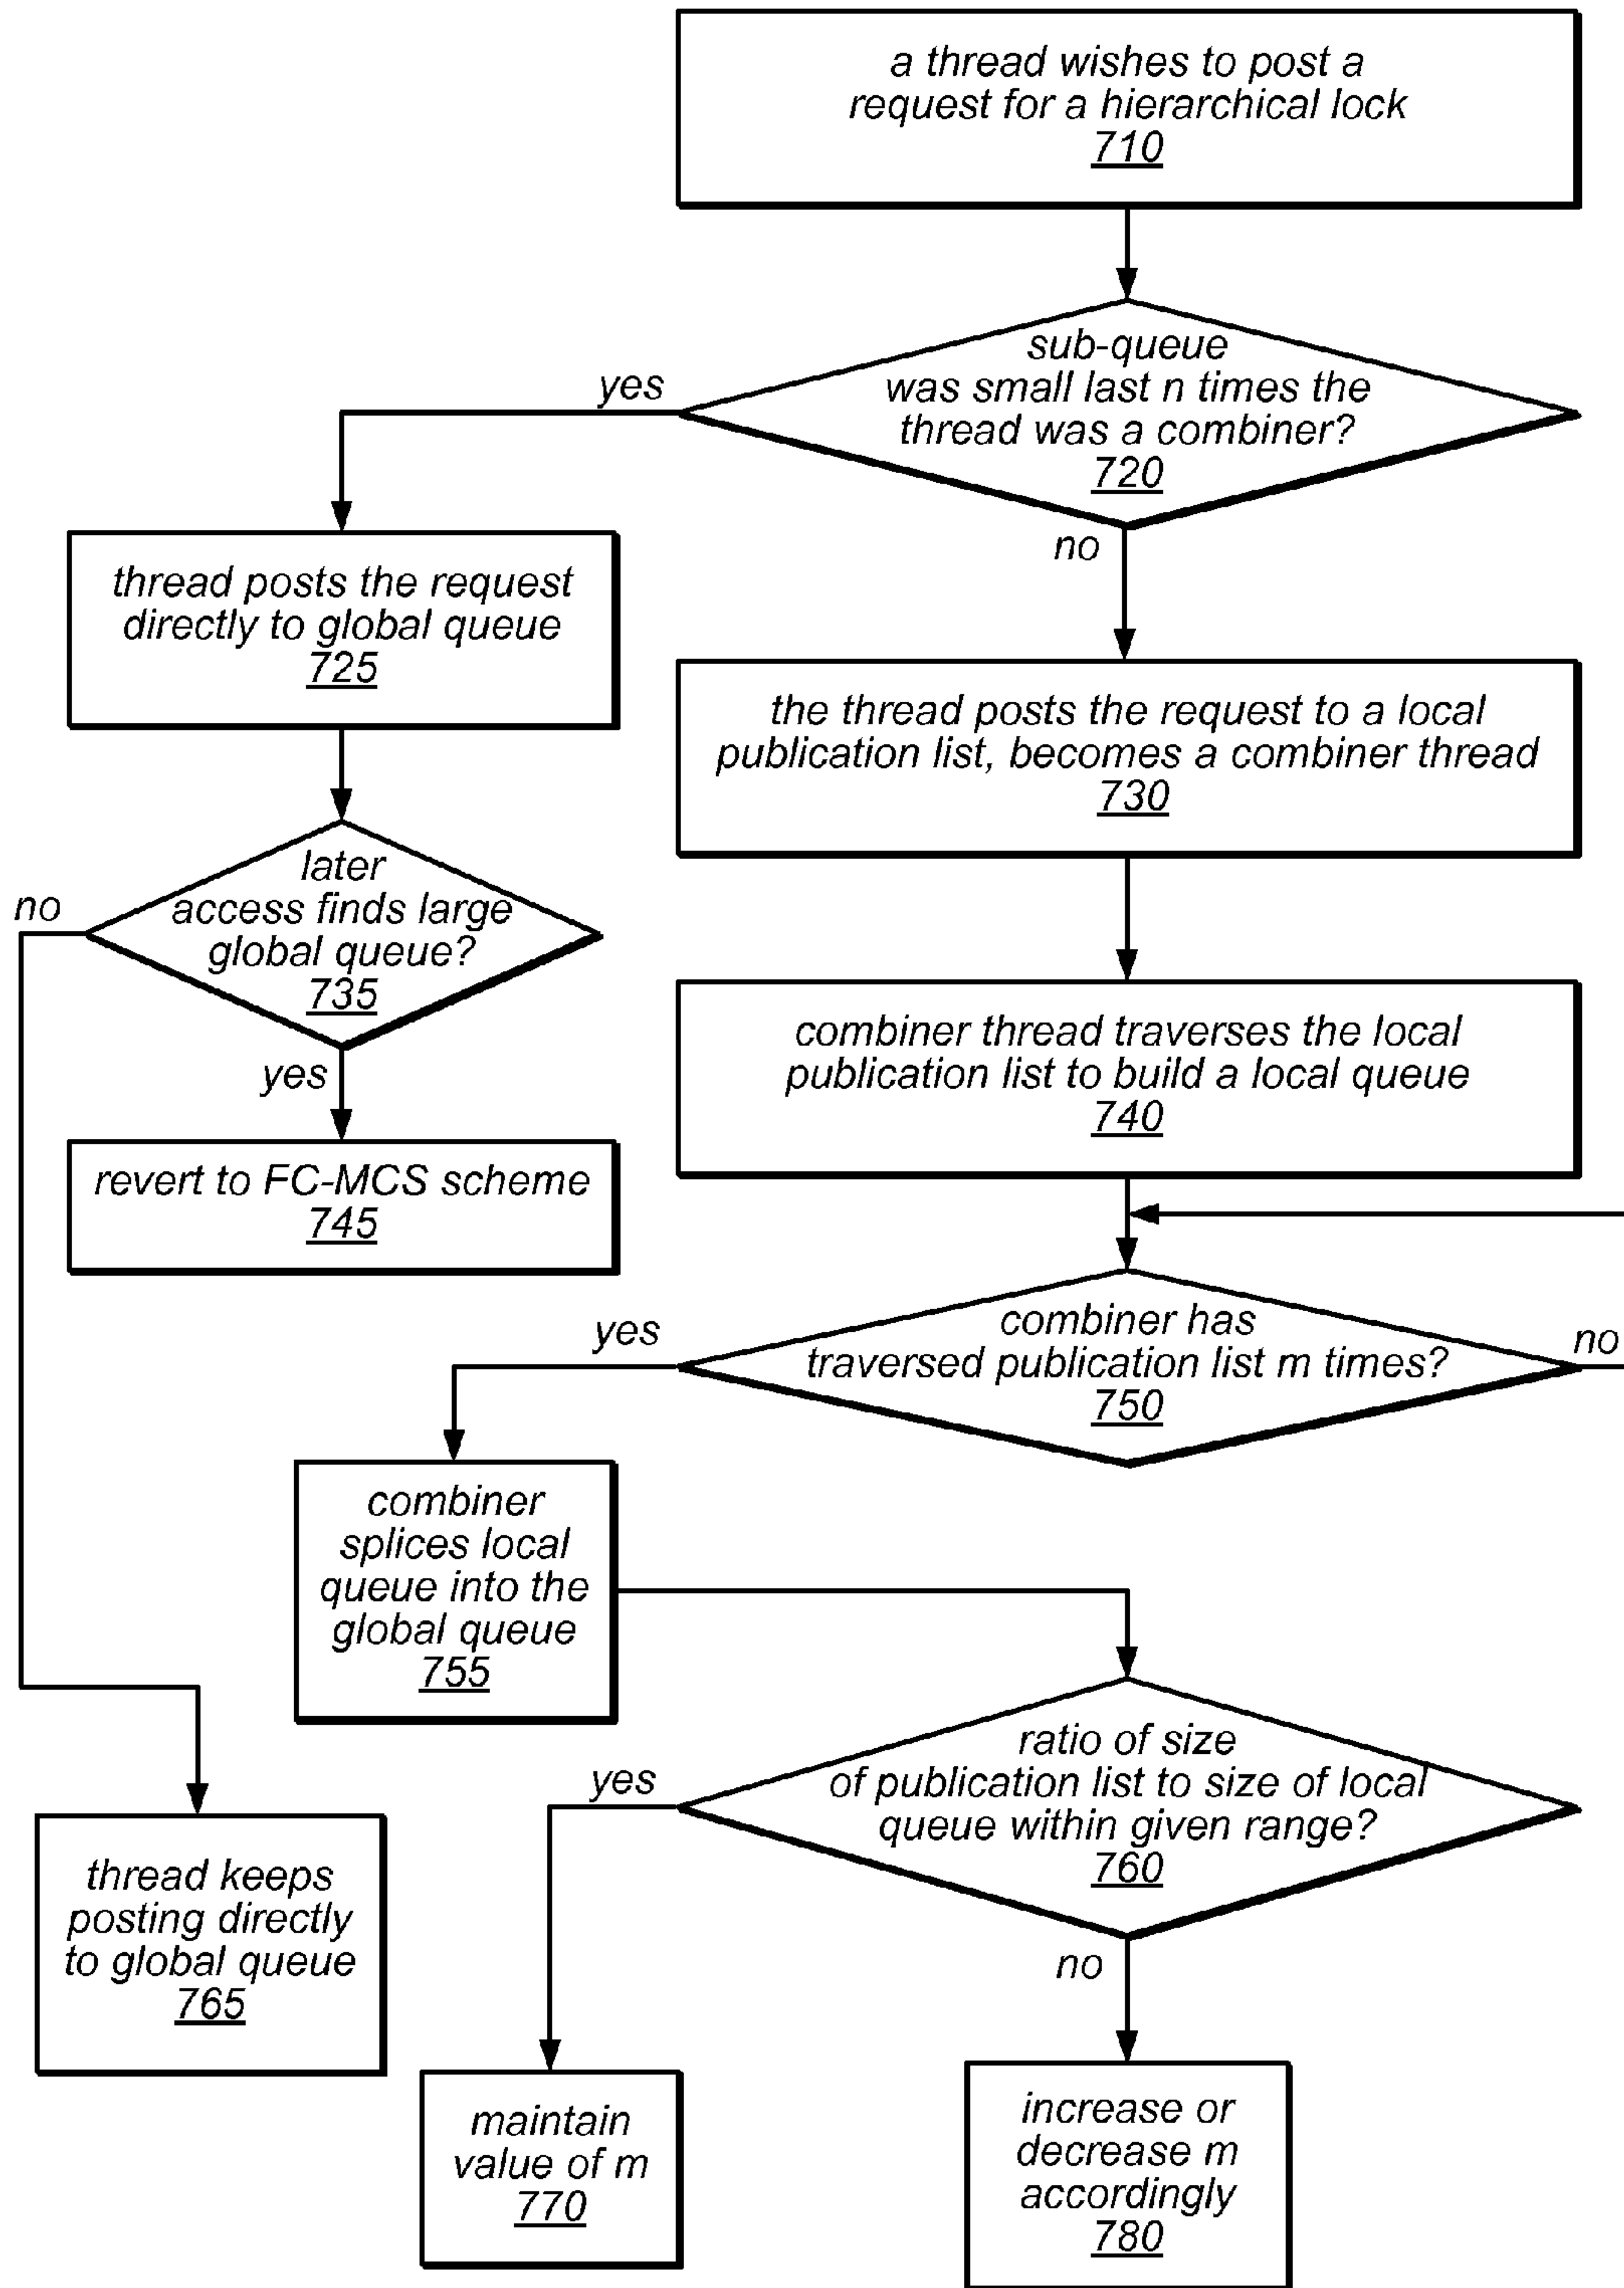 a thread wishes to post a
request for a hierarchical lock
710
sub-queue
was small last n times the
thread was a combiner?
720
yes
no
thread posts the request
directly to global queue
725
the thread posts the request to a local
publication list, becomes a combiner thread
730
later
access finds large
global queue?
735
no
yes
combiner thread traverses the local
publication list to build a local queue
740
revert to FC-MCS scheme
745
combiner has
traversed publication list m times?
750
yes
no
combiner
splices local
queue into the
global queue
755
ratio of size
of publication list to size of local
queue within given range?
760
yes
no
thread keeps
posting directly
to global queue
765
maintain
value of m
770
increase or
decrease m
accordingly
780